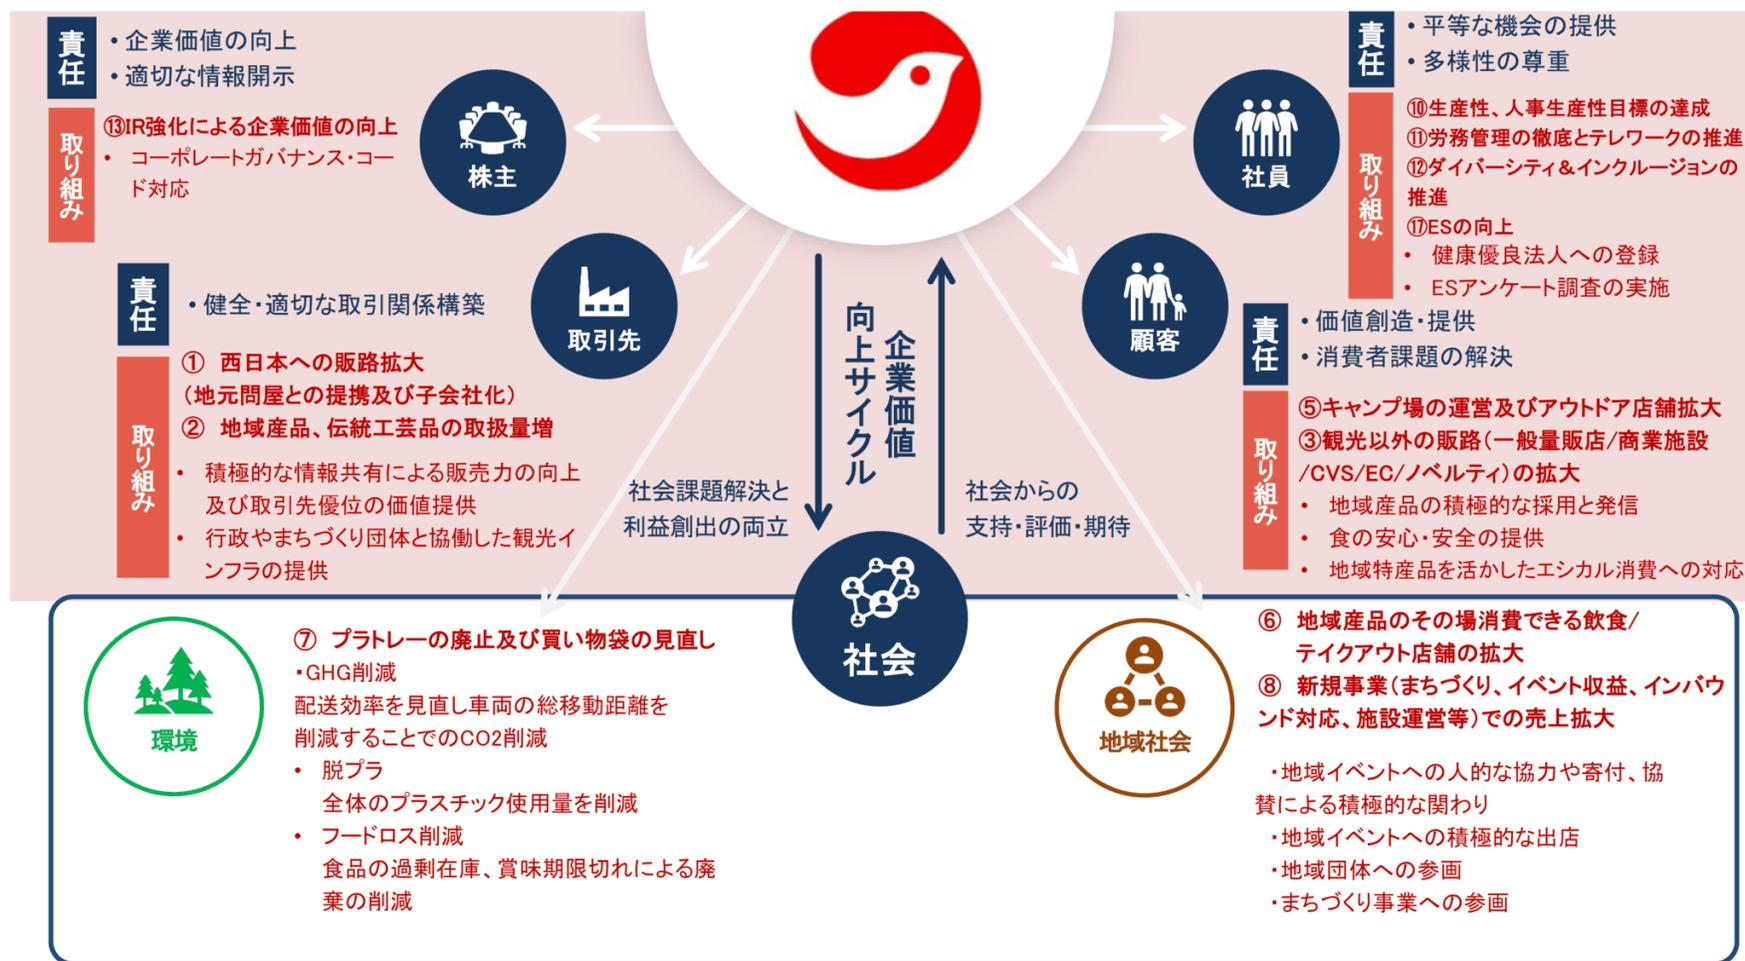 責任
・企業価値の向上
・適切な情報開示
取り組み
⑬IR強化による企業価値の向上
• コーポレートガバナンス・コー
ド対応
株主
責任
・健全・適切な取引関係構築
取り組み
① 西日本への販路拡大
（地元問屋との提携及び子会社化）
② 地域産品、伝統工芸品の取扱量増
• 積極的な情報共有による販売力の向上
及び取引先優位の価値提供
• 行政やまちづくり団体と協働した観光イ
ンフラの提供
取引先
責任
・平等な機会の提供
・多様性の尊重
取り組み
⑩生産性、人事生産性目標の達成
⑪労務管理の徹底とテレワークの推進
⑫ダイバーシティ＆インクルージョンの
推進
⑰ESの向上
• 健康優良法人への登録
• ESアンケート調査の実施
社員
責任
・価値創造・提供
・消費者課題の解決
取り組み
⑤キャンプ場の運営及びアウトドア店舗拡大
③観光以外の販路（一般量販店/商業施設
/CVS/EC/ノベルティ）の拡大
• 地域産品の積極的な採用と発信
• 食の安心・安全の提供
• 地域特産品を活かしたエシカル消費への対応
顧客
企業価値
向上サイクル
社会課題解決と
利益創出の両立
社会からの
支持・評価・期待
社会
環境
⑦ プラトレーの廃止及び買い物袋の見直し
・GHG削減
配送効率を見直し車両の総移動距離を
削減することでのCO2削減
• 脱プラ
全体のプラスチック使用量を削減
• フードロス削減
食品の過剰在庫、賞味期限切れによる廃
棄の削減
地域社会
⑥ 地域産品のその場消費できる飲食/
テイクアウト店舗の拡大
⑧ 新規事業（まちづくり、イベント収益、インバウ
ンド対応、施設運営等）での売上拡大
・地域イベントへの人的な協力や寄付、協
賛による積極的な関わり
・地域イベントへの積極的な出店
・地域団体への参画
・まちづくり事業への参画